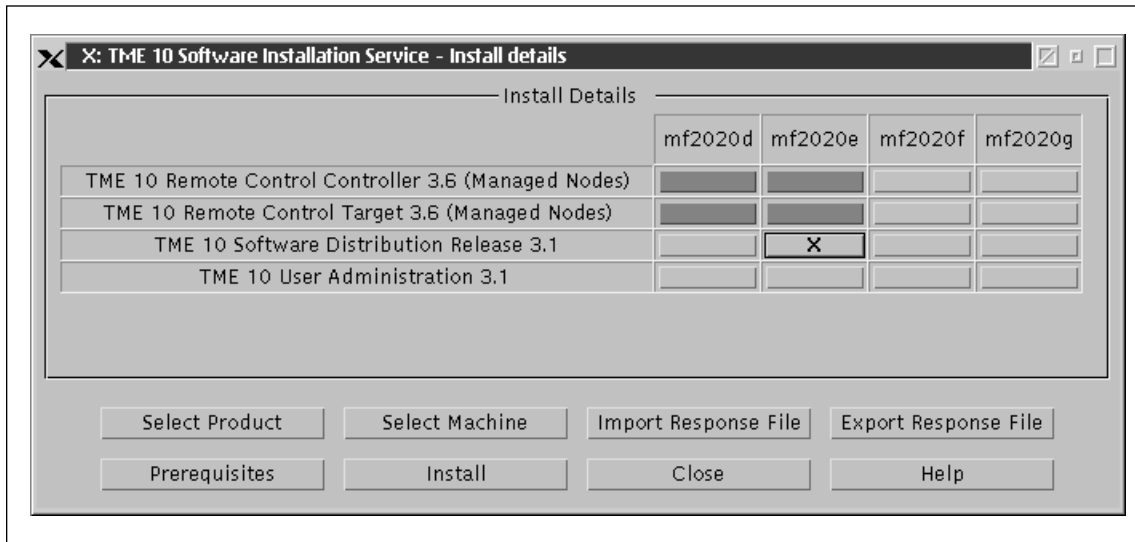 X: TME 10 Software Installation Service - Install details
Install Details
mf2020d mf2020e mf2020f mf2020g
TME 10 Remote Control Controller 3.6 (Managed Nodes)
TME 10 Remote Control Target 3.6 (Managed Nodes)
TME 10 Software Distribution Release 3.1 X
TME 10 User Administration 3.1
Select Product Select Machine Import Response File Export Response File
Prerequisites Install Close Help